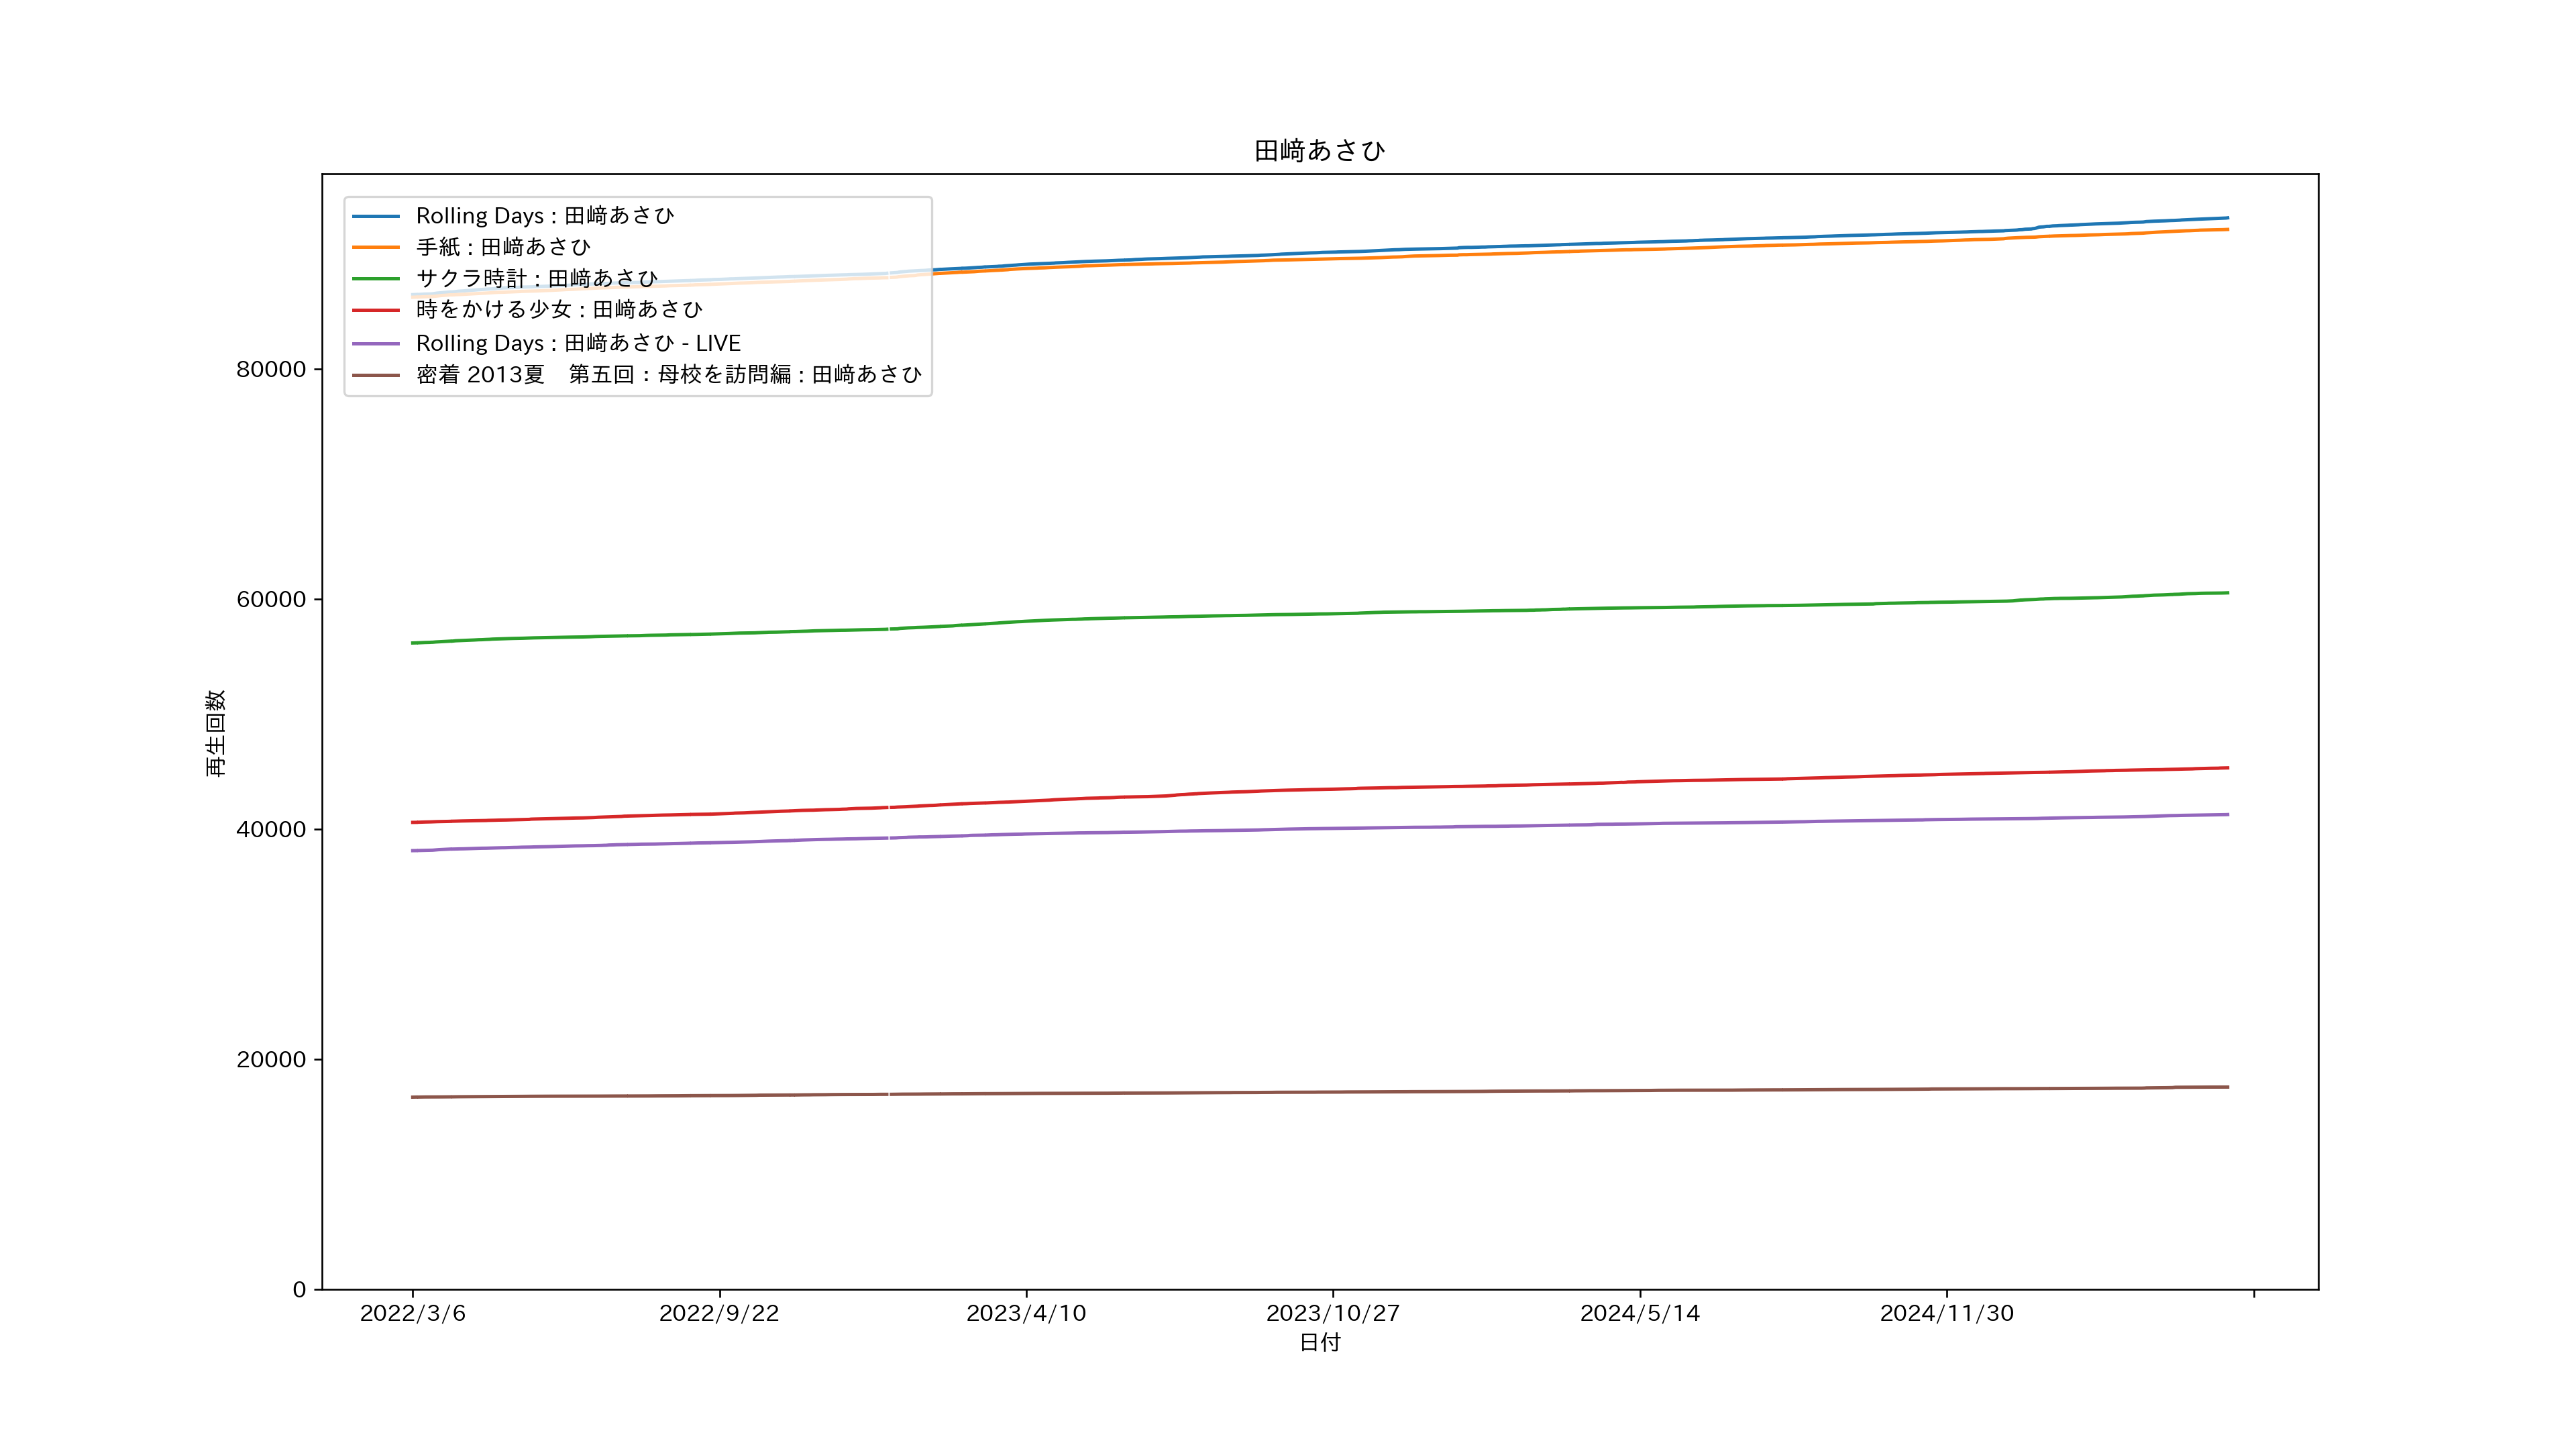 田﨑あさひ
Rolling Days : 田﨑あさひ
手紙 : 田﨑あさひ
サクラ時計 : 田﨑あさひ
時をかける少女 : 田﨑あさひ
Rolling Days : 田﨑あさひ - LIVE
密着 2013夏　第五回：母校を訪問編 : 田﨑あさひ
80000
60000
40000
20000
0
再生回数
2022/3/6
2022/9/22
2023/4/10
2023/10/27
2024/5/14
2024/11/30
日付